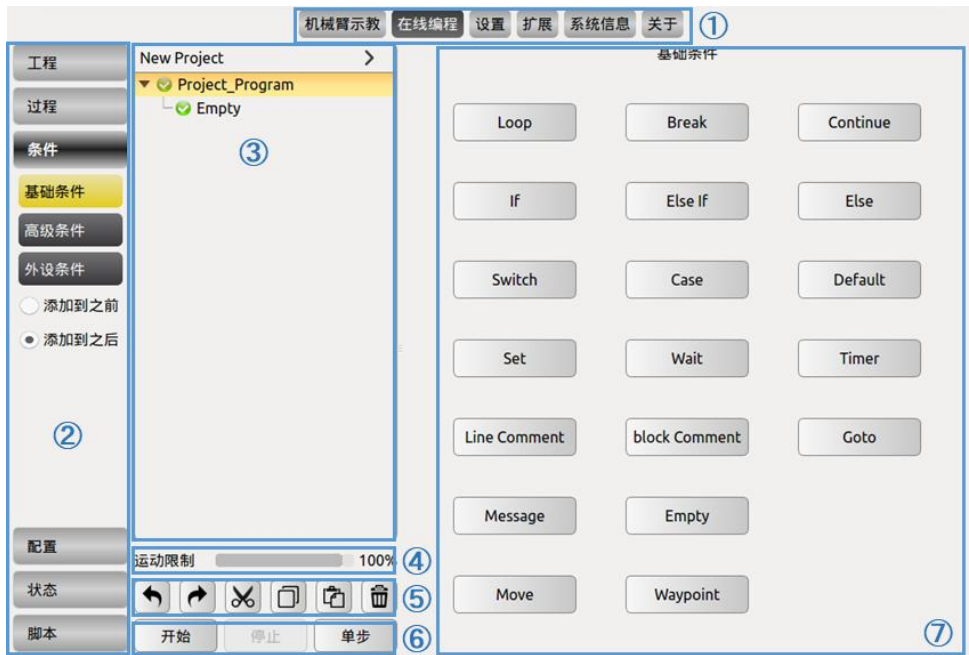 机械臂示教 在线编程 设置 扩展 系统信息 关于 ①
工程
过程
条件
基础条件
高级条件
外设条件
添加到之前
添加到之后
②
配置
状态
脚本
New Project >
Project_Program
Empty
③
运动限制 100% ④
⑤
开始 停止 单步 ⑥
基础条件
Loop Break Continue
If Else If Else
Switch Case Default
Set Wait Timer
Line Comment block Comment Goto
Message Empty
Move Waypoint
⑦